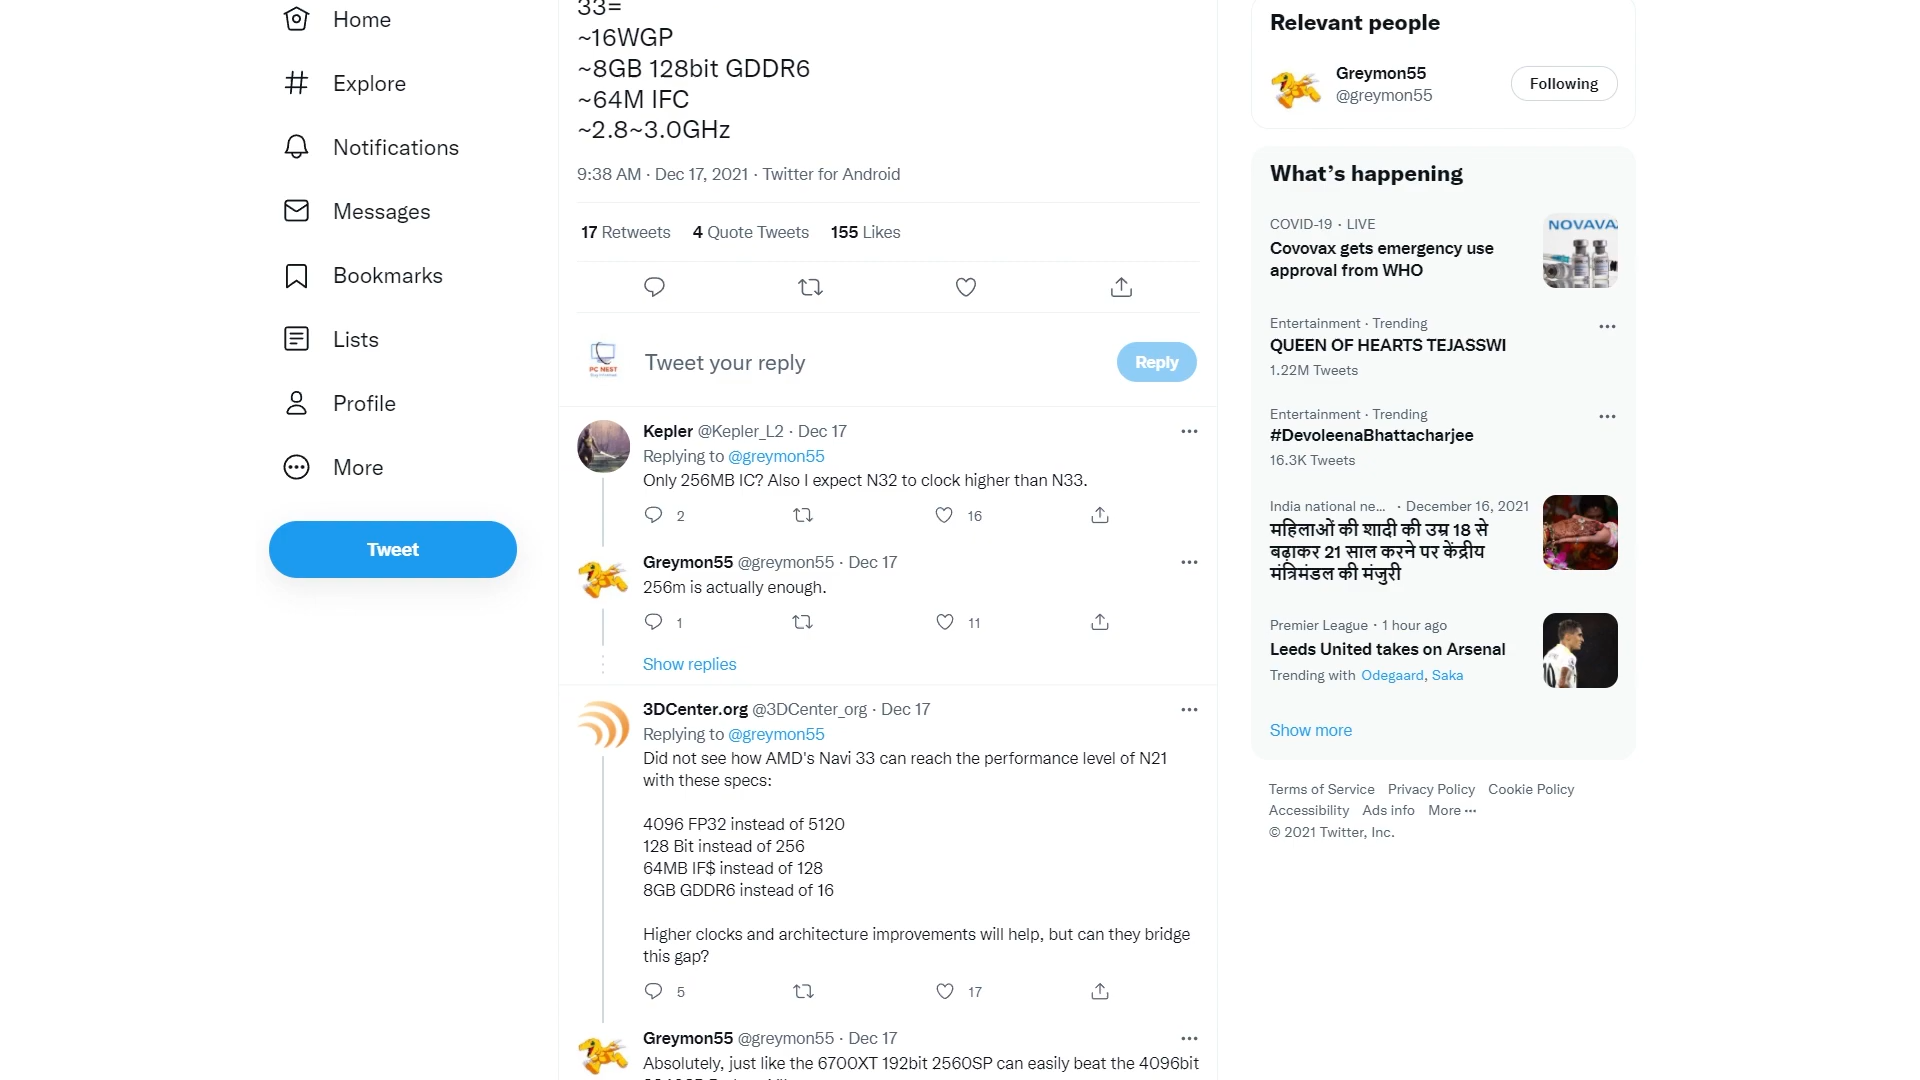 Home
Explore
Notifications
Messages
Bookmarks
Lists
Profile
More
Tweet
33=
~16WGP
~8GB 128bit GDDR6
~64M IFC
~2.8~3.0GHz
9:38 AM · Dec 17, 2021 · Twitter for Android
17 Retweets 4 Quote Tweets 155 Likes
PC NEST
Tweet your reply
Reply
Kepler @Kepler_L2 · Dec 17
Replying to @greymon55
Only 256MB IC? Also I expect N32 to clock higher than N33.
2 16
Greymon55 @greymon55 · Dec 17
256m is actually enough.
1 11
Show replies
3DCenter.org @3DCenter_org · Dec 17
Replying to @greymon55
Did not see how AMD's Navi 33 can reach the performance level of N21
with these specs:
4096 FP32 instead of 5120
128 Bit instead of 256
64MB IF$ instead of 128
8GB GDDR6 instead of 16
Higher clocks and architecture improvements will help, but can they bridge
this gap?
5 17
Greymon55 @greymon55 · Dec 17
Absolutely, just like the 6700XT 192bit 2560SP can easily beat the 4096bit
Relevant people
Greymon55
@greymon55
Following
What's happening
COVID-19 · LIVE
Covovax gets emergency use
approval from WHO
NOVAVA
Entertainment · Trending
QUEEN OF HEARTS TEJASSWI
1.22M Tweets
Entertainment · Trending
#DevoleenaBhattacharjee
16.3K Tweets
India national ne... · December 16, 2021
महिलाओं की शादी की उम्र 18 से
बढ़ाकर 21 साल करने पर केंद्रीय
मंत्रिमंडल की मंजुरी
Premier League · 1 hour ago
Leeds United takes on Arsenal
Trending with Odegaard, Saka
Show more
Terms of Service Privacy Policy Cookie Policy
Accessibility Ads info More ···
© 2021 Twitter, Inc.